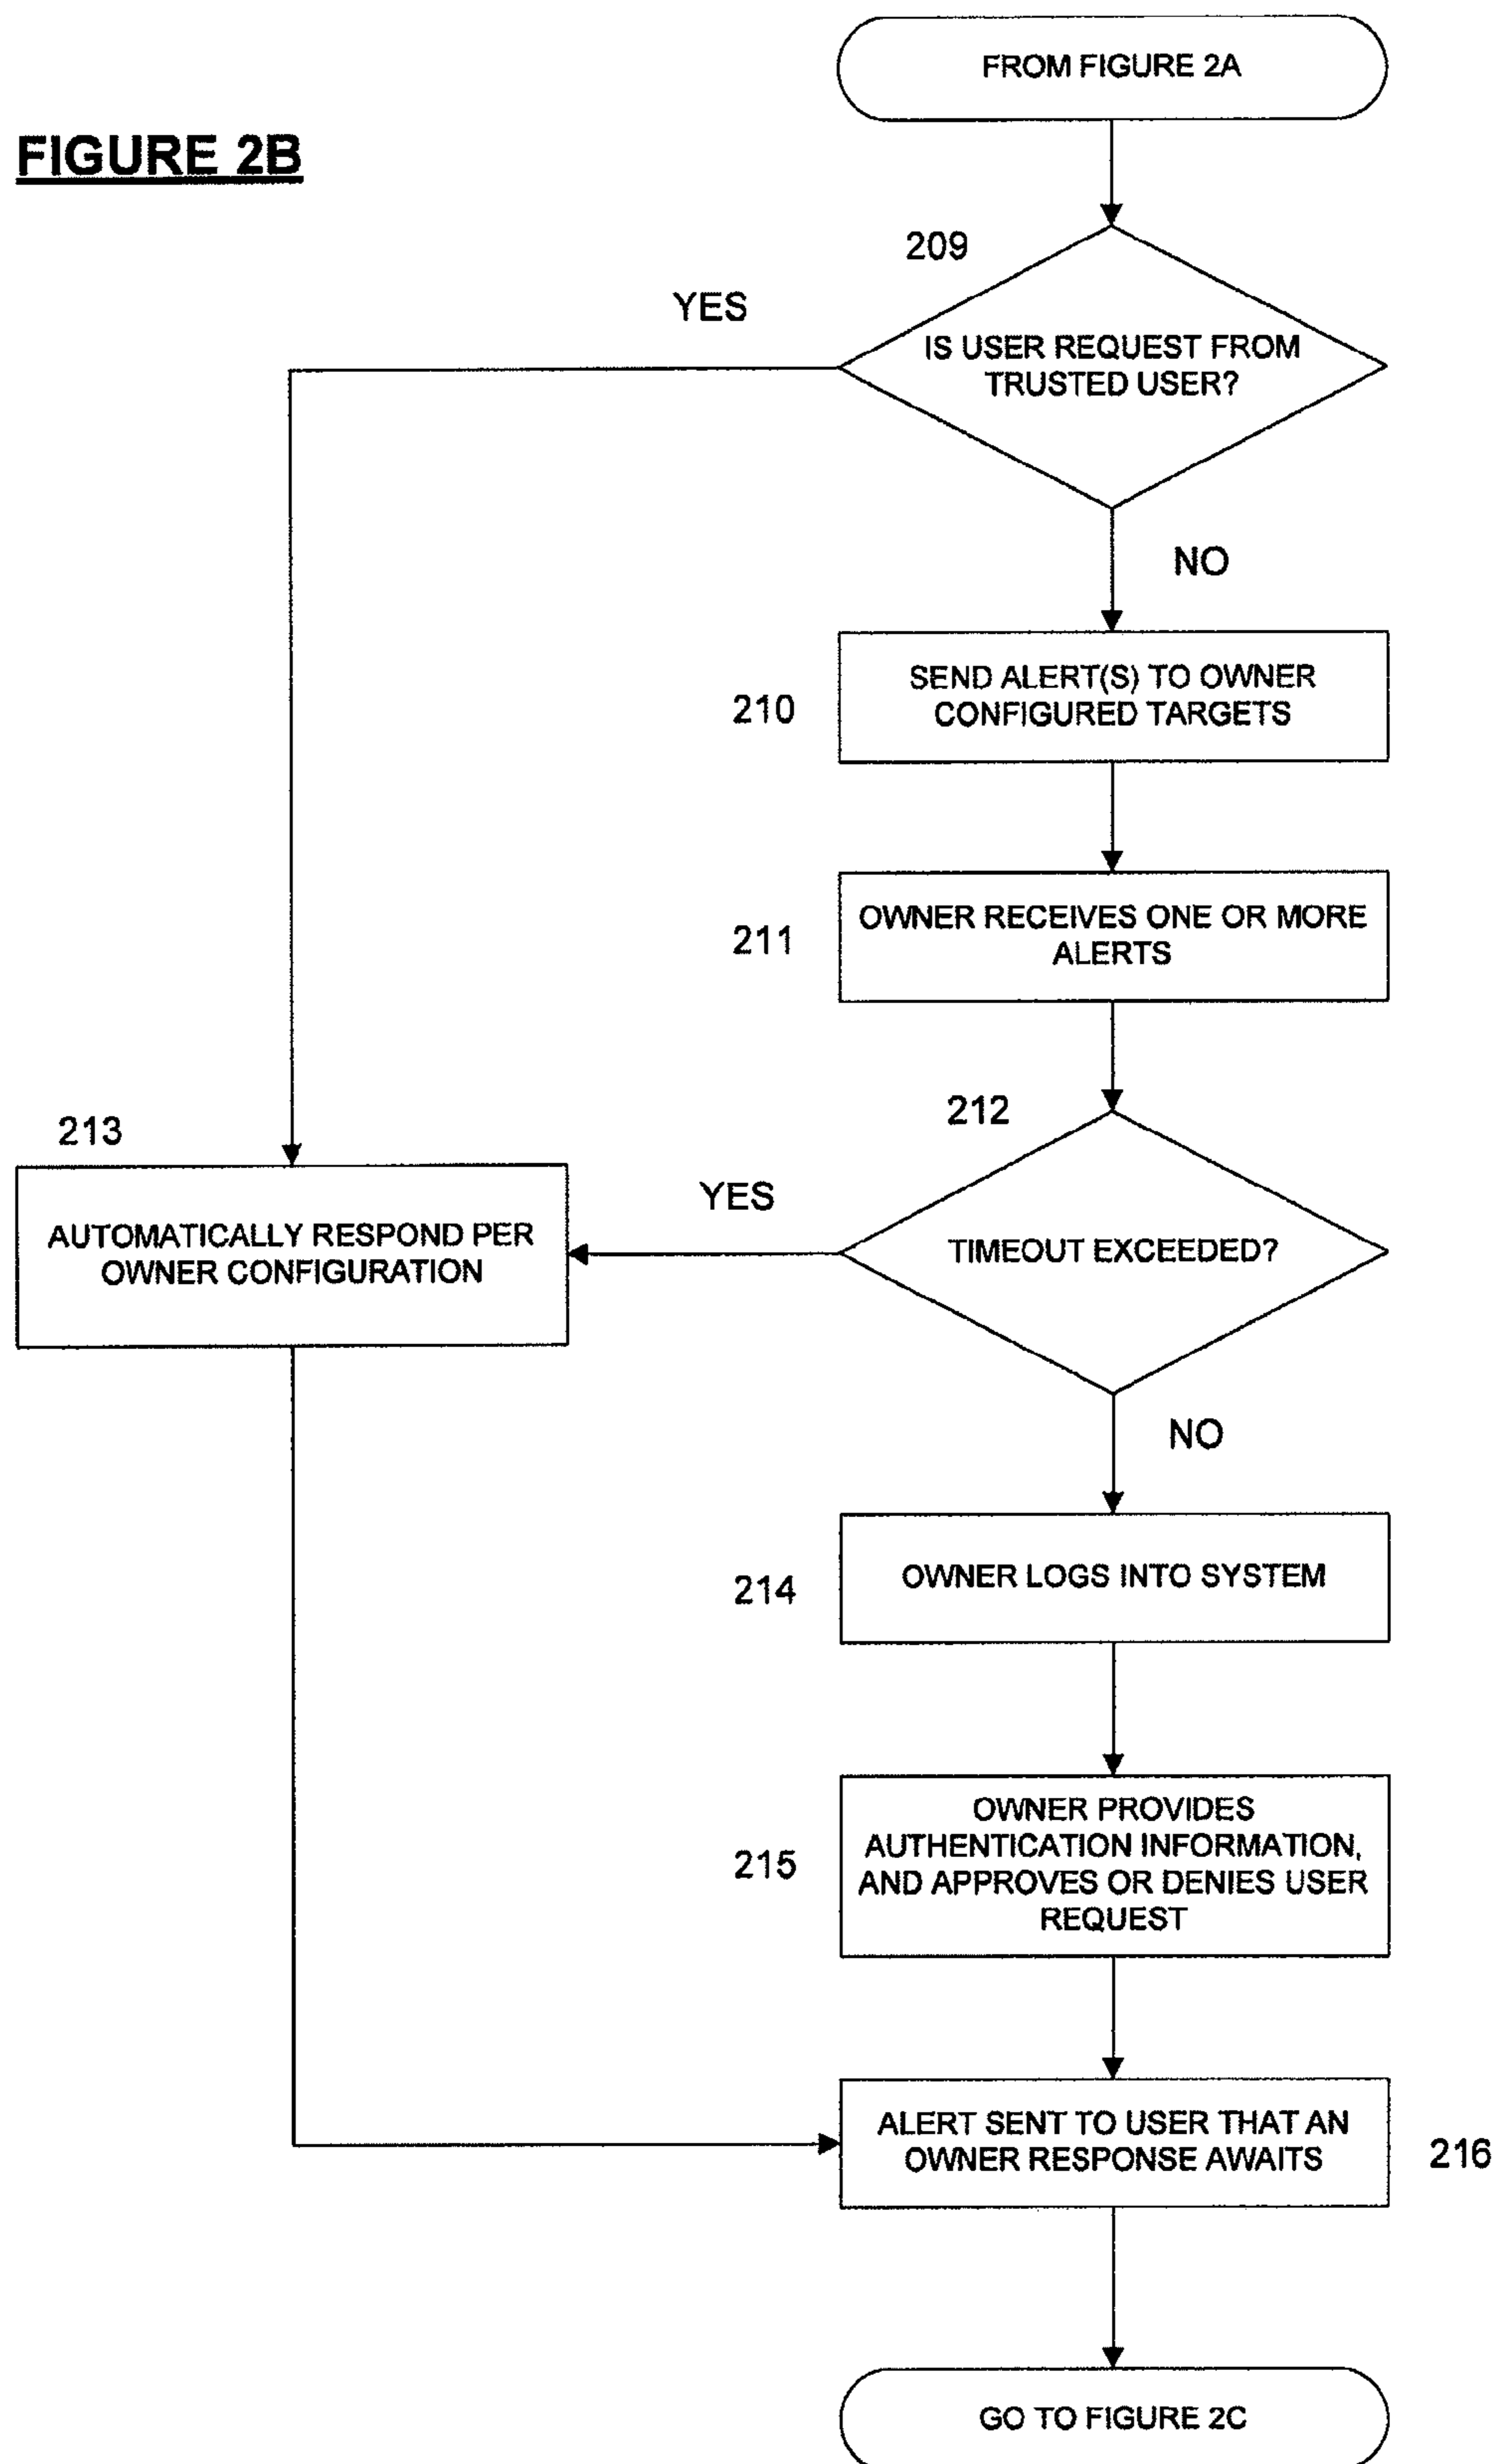 FROM FIGURE 2A
FIGURE 2B
209
YES
IS USER REQUEST FROM
TRUSTED USER?
NO
210
SEND ALERT(S) TO OWNER
CONFIGURED TARGETS
211
OWNER RECEIVES ONE OR MORE
ALERTS
212
213
YES
AUTOMATICALLY RESPOND PER
OWNER CONFIGURATION
TIMEOUT EXCEEDED?
NO
214
OWNER LOGS INTO SYSTEM
215
OWNER PROVIDES
AUTHENTICATION INFORMATION,
AND APPROVES OR DENIES USER
REQUEST
ALERT SENT TO USER THAT AN
OWNER RESPONSE AWAITS
216
GO TO FIGURE 2C